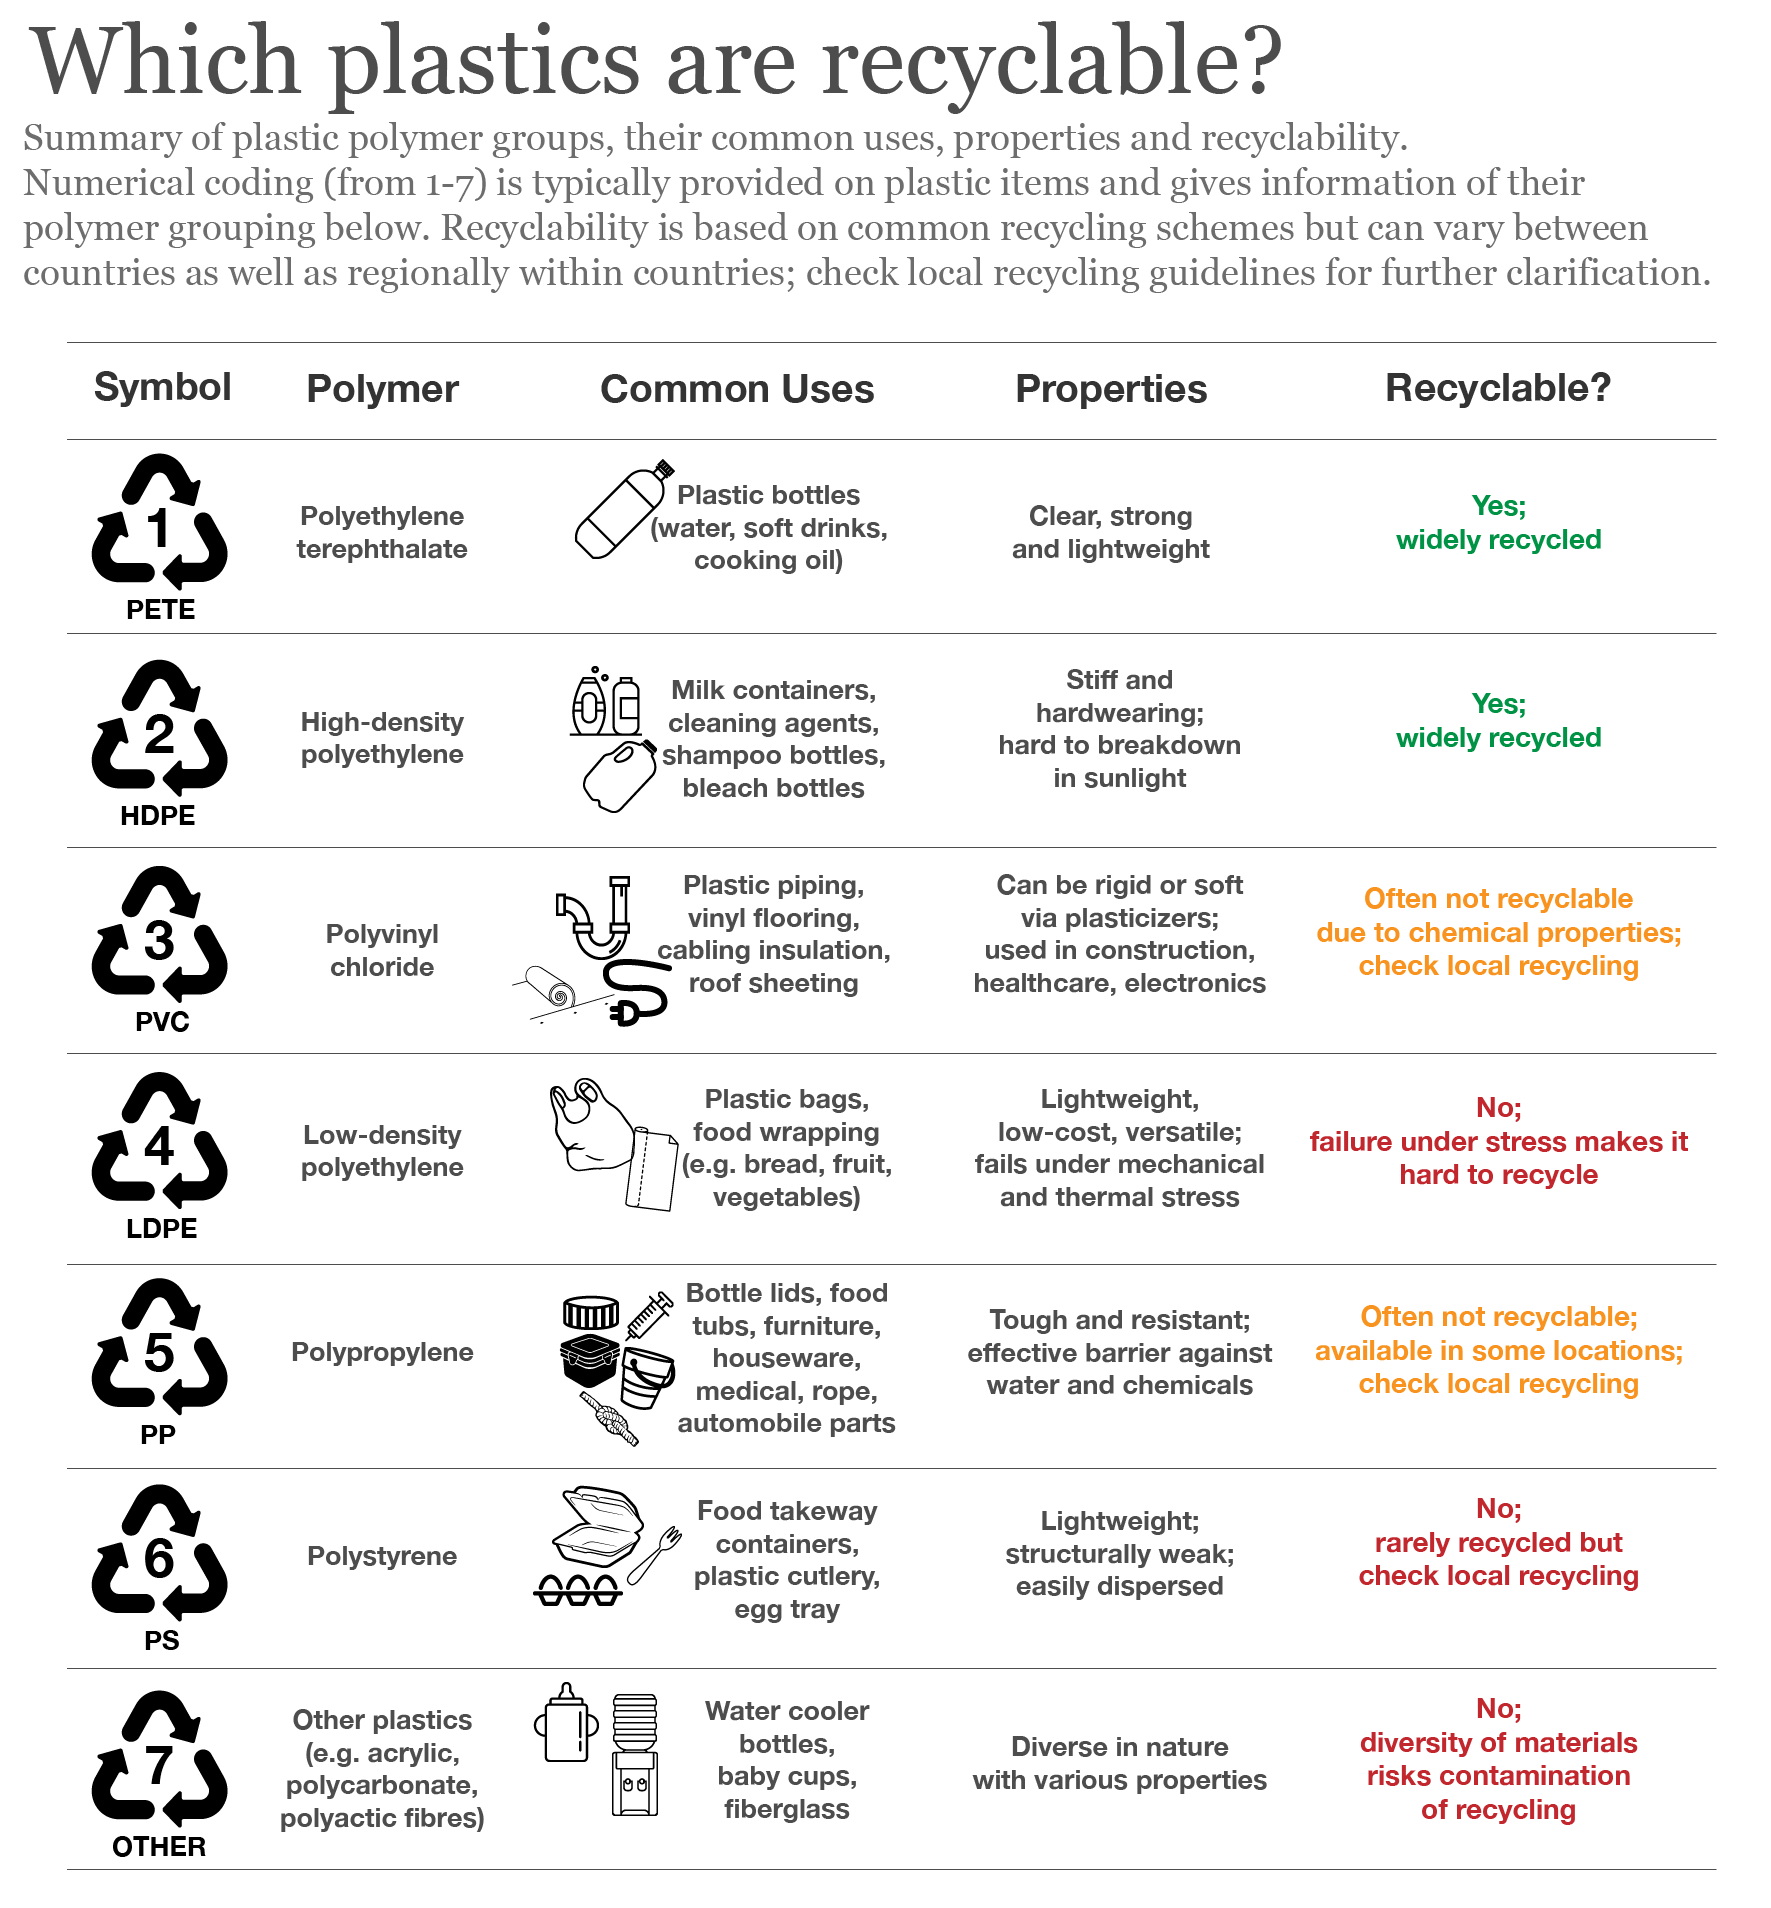 Which plastics are recyclable?
Summary of plastic polymer groups, their common uses, properties and recyclability.
Numerical coding (from 1-7) is typically provided on plastic items and gives information of their
polymer grouping below. Recyclability is based on common recycling schemes but can vary between
countries as well as regionally within countries; check local recycling guidelines for further clarification.
Symbol
Polymer
Common Uses
Properties
Recyclable?
1
PETE
Polyethylene
terephthalate
Plastic bottles
(water, soft drinks,
cooking oil)
Clear, strong
and lightweight
Yes;
widely recycled
2
HDPE
High-density
polyethylene
Milk containers,
cleaning agents,
shampoo bottles,
bleach bottles
Stiff and
hardwearing;
hard to breakdown
in sunlight
Yes;
widely recycled
3
PVC
Polyvinyl
chloride
Plastic piping,
vinyl flooring,
cabling insulation,
roof sheeting
Can be rigid or soft
via plasticizers;
used in construction,
healthcare, electronics
Often not recyclable
due to chemical properties;
check local recycling
4
LDPE
Low-density
polyethylene
Plastic bags,
food wrapping
(e.g. bread, fruit,
vegetables)
Lightweight,
low-cost, versatile;
fails under mechanical
and thermal stress
No;
failure under stress makes it
hard to recycle
5
PP
Polypropylene
Bottle lids, food
tubs, furniture,
houseware,
medical, rope,
automobile parts
Tough and resistant;
effective barrier against
water and chemicals
Often not recyclable;
available in some locations;
check local recycling
6
PS
Polystyrene
Food takeway
containers,
plastic cutlery,
egg tray
Lightweight;
structurally weak;
easily dispersed
No;
rarely recycled but
check local recycling
7
OTHER
Other plastics
(e.g. acrylic,
polycarbonate,
polyactic fibres)
Water cooler
bottles,
baby cups,
fiberglass
Diverse in nature
with various properties
No;
diversity of materials
risks contamination
of recycling